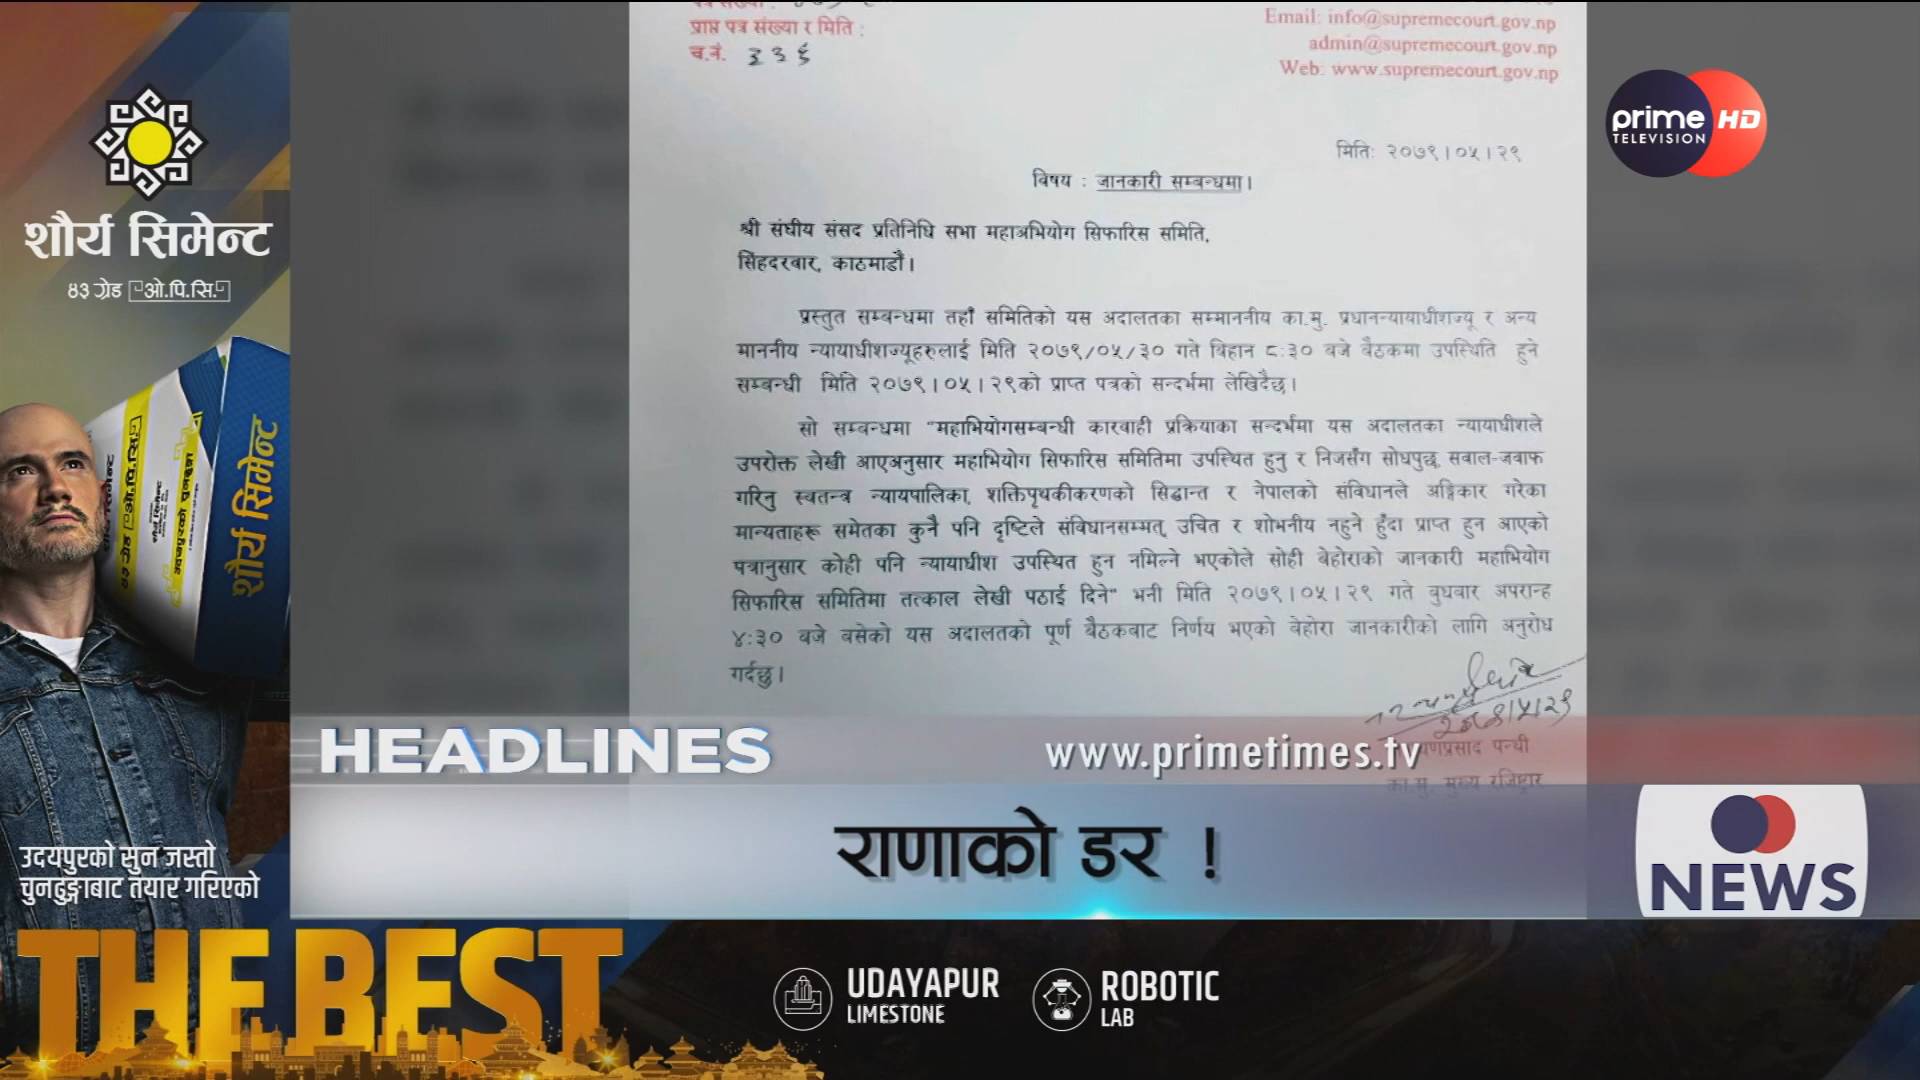 प्राप्त पत्र संख्या र मिति :
च.नं. ३३६
Email: info@supremecourt.gov.np
admin@supremecourt.gov.np
Web: www.supremecourt.gov.np
मितिः २०७९।०५।२९
विषय : जानकारी सम्बन्धमा।
श्री संघीय संसद प्रतिनिधि सभा महाअभियोग सिफारिस समिति,
सिंहदरबार, काठमाडौं।
प्रस्तुत सम्बन्धमा तहाँ समितिको यस अदालतका सम्माननीय का.मु. प्रधानन्यायाधीशज्यू र अन्य
माननीय न्यायाधीशज्यूहरुलाई मिति २०७९/०५/३० गते बिहान ८:३० बजे बैठकमा उपस्थिति हुने
सम्बन्धी मिति २०७९।०५।२९को प्राप्त पत्रको सन्दर्भमा लेखिदैछ।
सो सम्बन्धमा "महाभियोगसम्बन्धी कारवाही प्रक्रियाका सन्दर्भमा यस अदालतका न्यायाधीशले
उपरोक्त लेखी आएअनुसार महाभियोग सिफारिस समितिमा उपस्थित हुनु र निजसँग सोधपुछ, सवाल-जवाफ
गरिनु स्वतन्त्र न्यायपालिका, शक्तिपृथकीकरणको सिद्धान्त र नेपालको संविधानले अङ्गिकार गरेका
मान्यताहरू समेतका कुनै पनि दृष्टिले संविधानसम्मत, उचित र शोभनीय नहुने हुँदा प्राप्त हुन आएको
पत्रानुसार कोही पनि न्यायाधीश उपस्थित हुन नमिल्ने भएकोले सोही बेहोराको जानकारी महाभियोग
सिफारिस समितिमा तत्काल लेखी पठाई दिने" भनी मिति २०७९।०५।२९ गते बुधबार अपरान्ह
४:३० बजे बसेको यस अदालतको पूर्ण बैठकबाट निर्णय भएको बेहोरा जानकारीको लागि अनुरोध
गर्दछु।
२०७९।५।२९
पन्थी
का.मु. मुख्य रजिष्ट्रार
prime HD
TELEVISION
शौर्य सिमेन्ट
४३ ग्रेड ओ.पि.सि.
शौर्य सिमेन्ट
उदयपुरको सुन जस्तो
चुनढुङ्गाबाट तयार गरिएको
HEADLINES
www.primetimes.tv
राणाको डर !
NEWS
THE BEST
UDAYAPUR
LIMESTONE
ROBOTIC
LAB